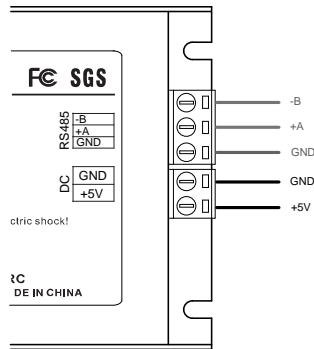 FC SGS
RS485
-B
+A
GND
DC
GND
+5V
ctric shock!
RC
DE IN CHINA
-B
+A
GND
GND
+5V